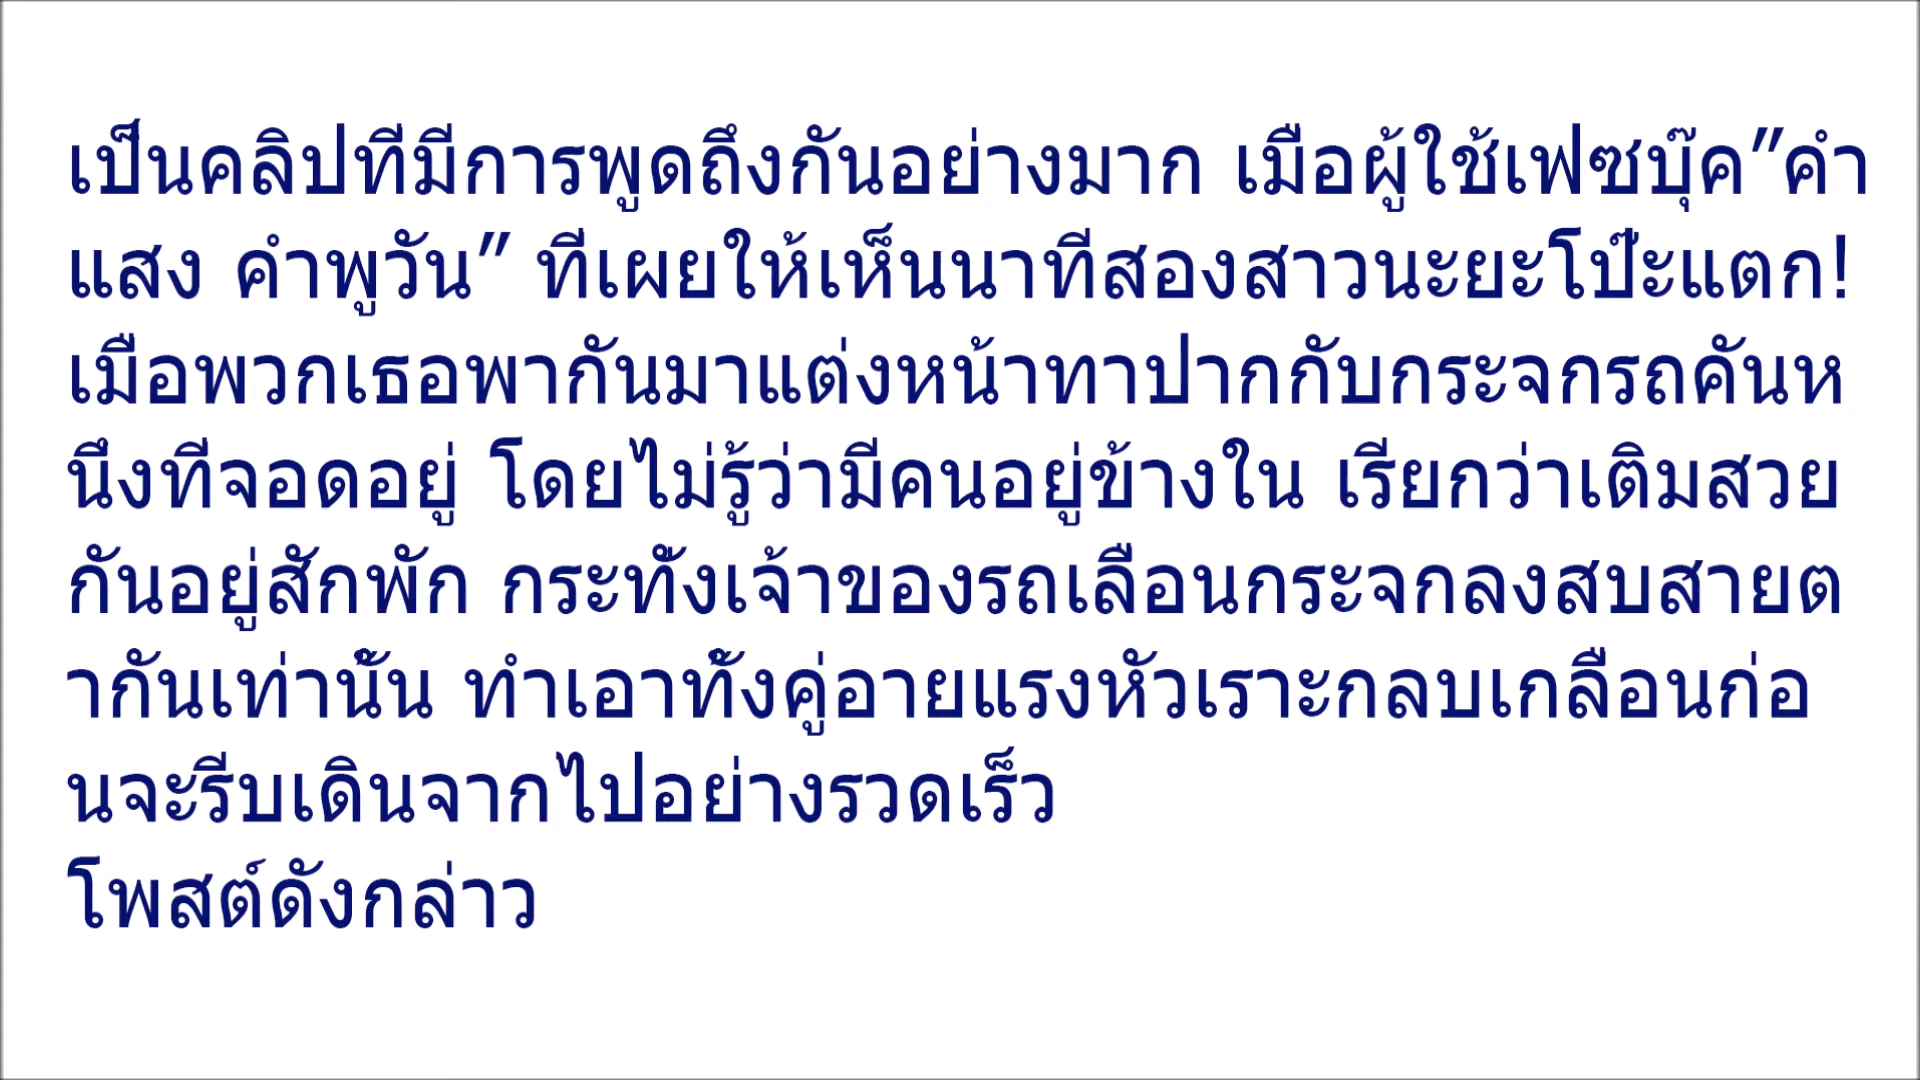 เป็นคลิปที่มีการพูดถึงกันอย่างมาก เมื่อผู้ใช้เฟซบุ๊ค”คำ
แสง คำพูวัน” ที่เผยให้เห็นนาทีสองสาวนะยะโป๊ะแตก!
เมื่อพวกเธอพากันมาแต่งหน้าทาปากกับกระจกรถคันห
นึ่งที่จอดอยู่ โดยไม่รู้ว่ามีคนอยู่ข้างใน เรียกว่าเติมสวย
กันอยู่สักพัก กระทั่งเจ้าของรถเลื่อนกระจกลงสบสายต
ากันเท่านั้น ทำเอาทั้งคู่อายแรงหัวเราะกลบเกลื่อนก่อ
นจะรีบเดินจากไปอย่างรวดเร็ว
โพสต์ดังกล่าว